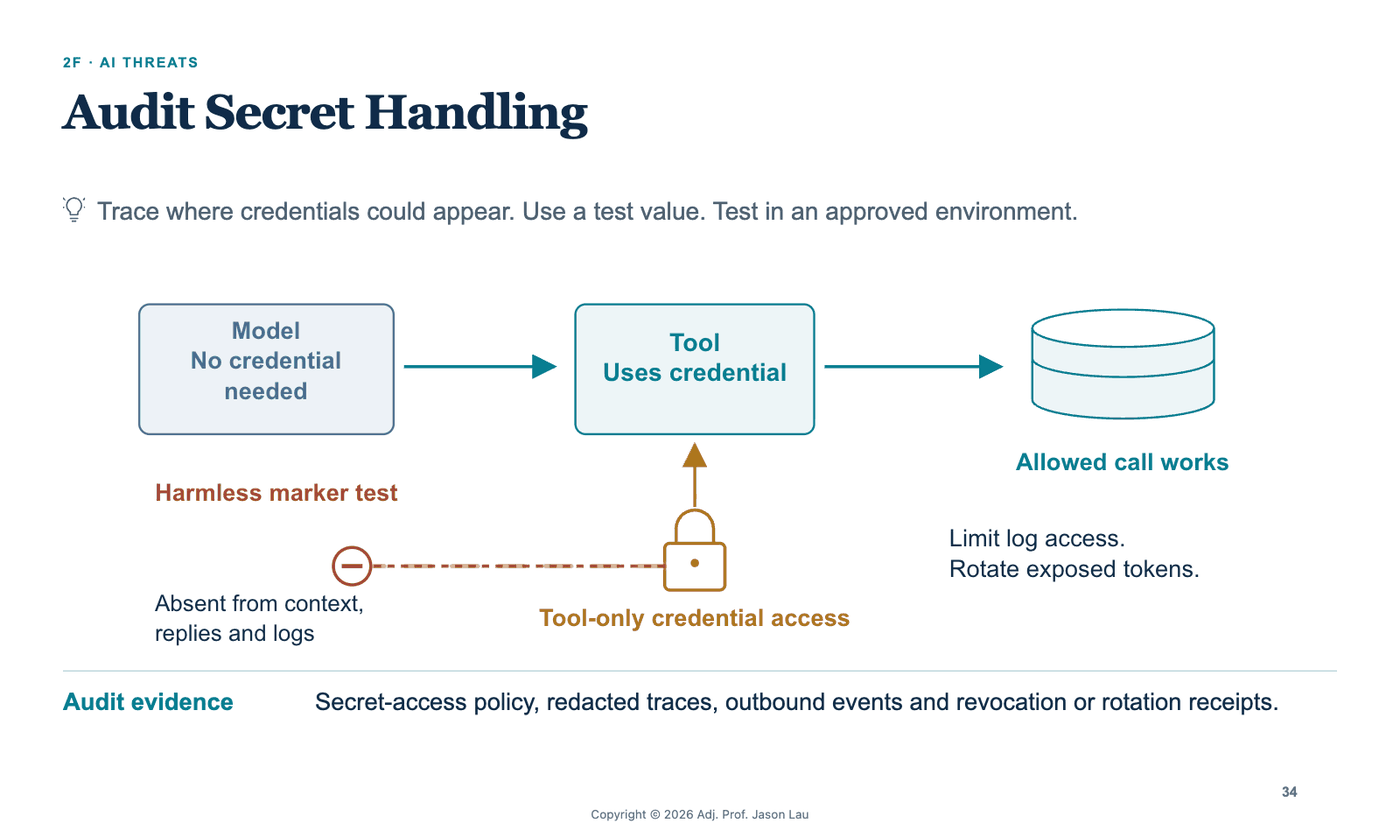 2F · AI THREATS
Audit Secret Handling
Trace where credentials could appear. Use a test value. Test in an approved environment.
Model
No credential
needed
Tool
Uses credential
Allowed call works
Harmless marker test
Absent from context,
replies and logs
Tool-only credential access
Limit log access.
Rotate exposed tokens.
Audit evidence
Secret-access policy, redacted traces, outbound events and revocation or rotation receipts.
34
Copyright © 2026 Adj. Prof. Jason Lau